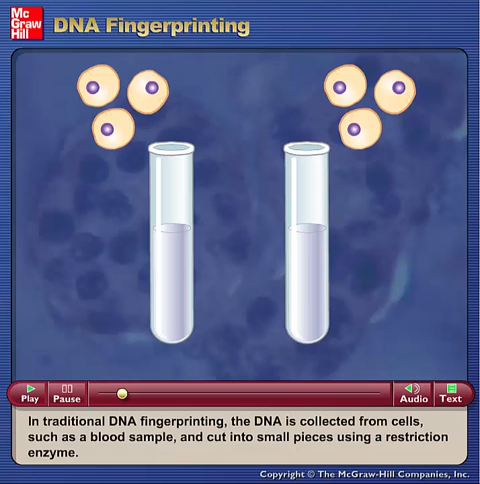 Mc
Graw
Hill
DNA Fingerprinting
Play
Pause
Audio
Text
In traditional DNA fingerprinting, the DNA is collected from cells,
such as a blood sample, and cut into small pieces using a restriction
enzyme.
Copyright © The McGraw-Hill Companies, Inc.